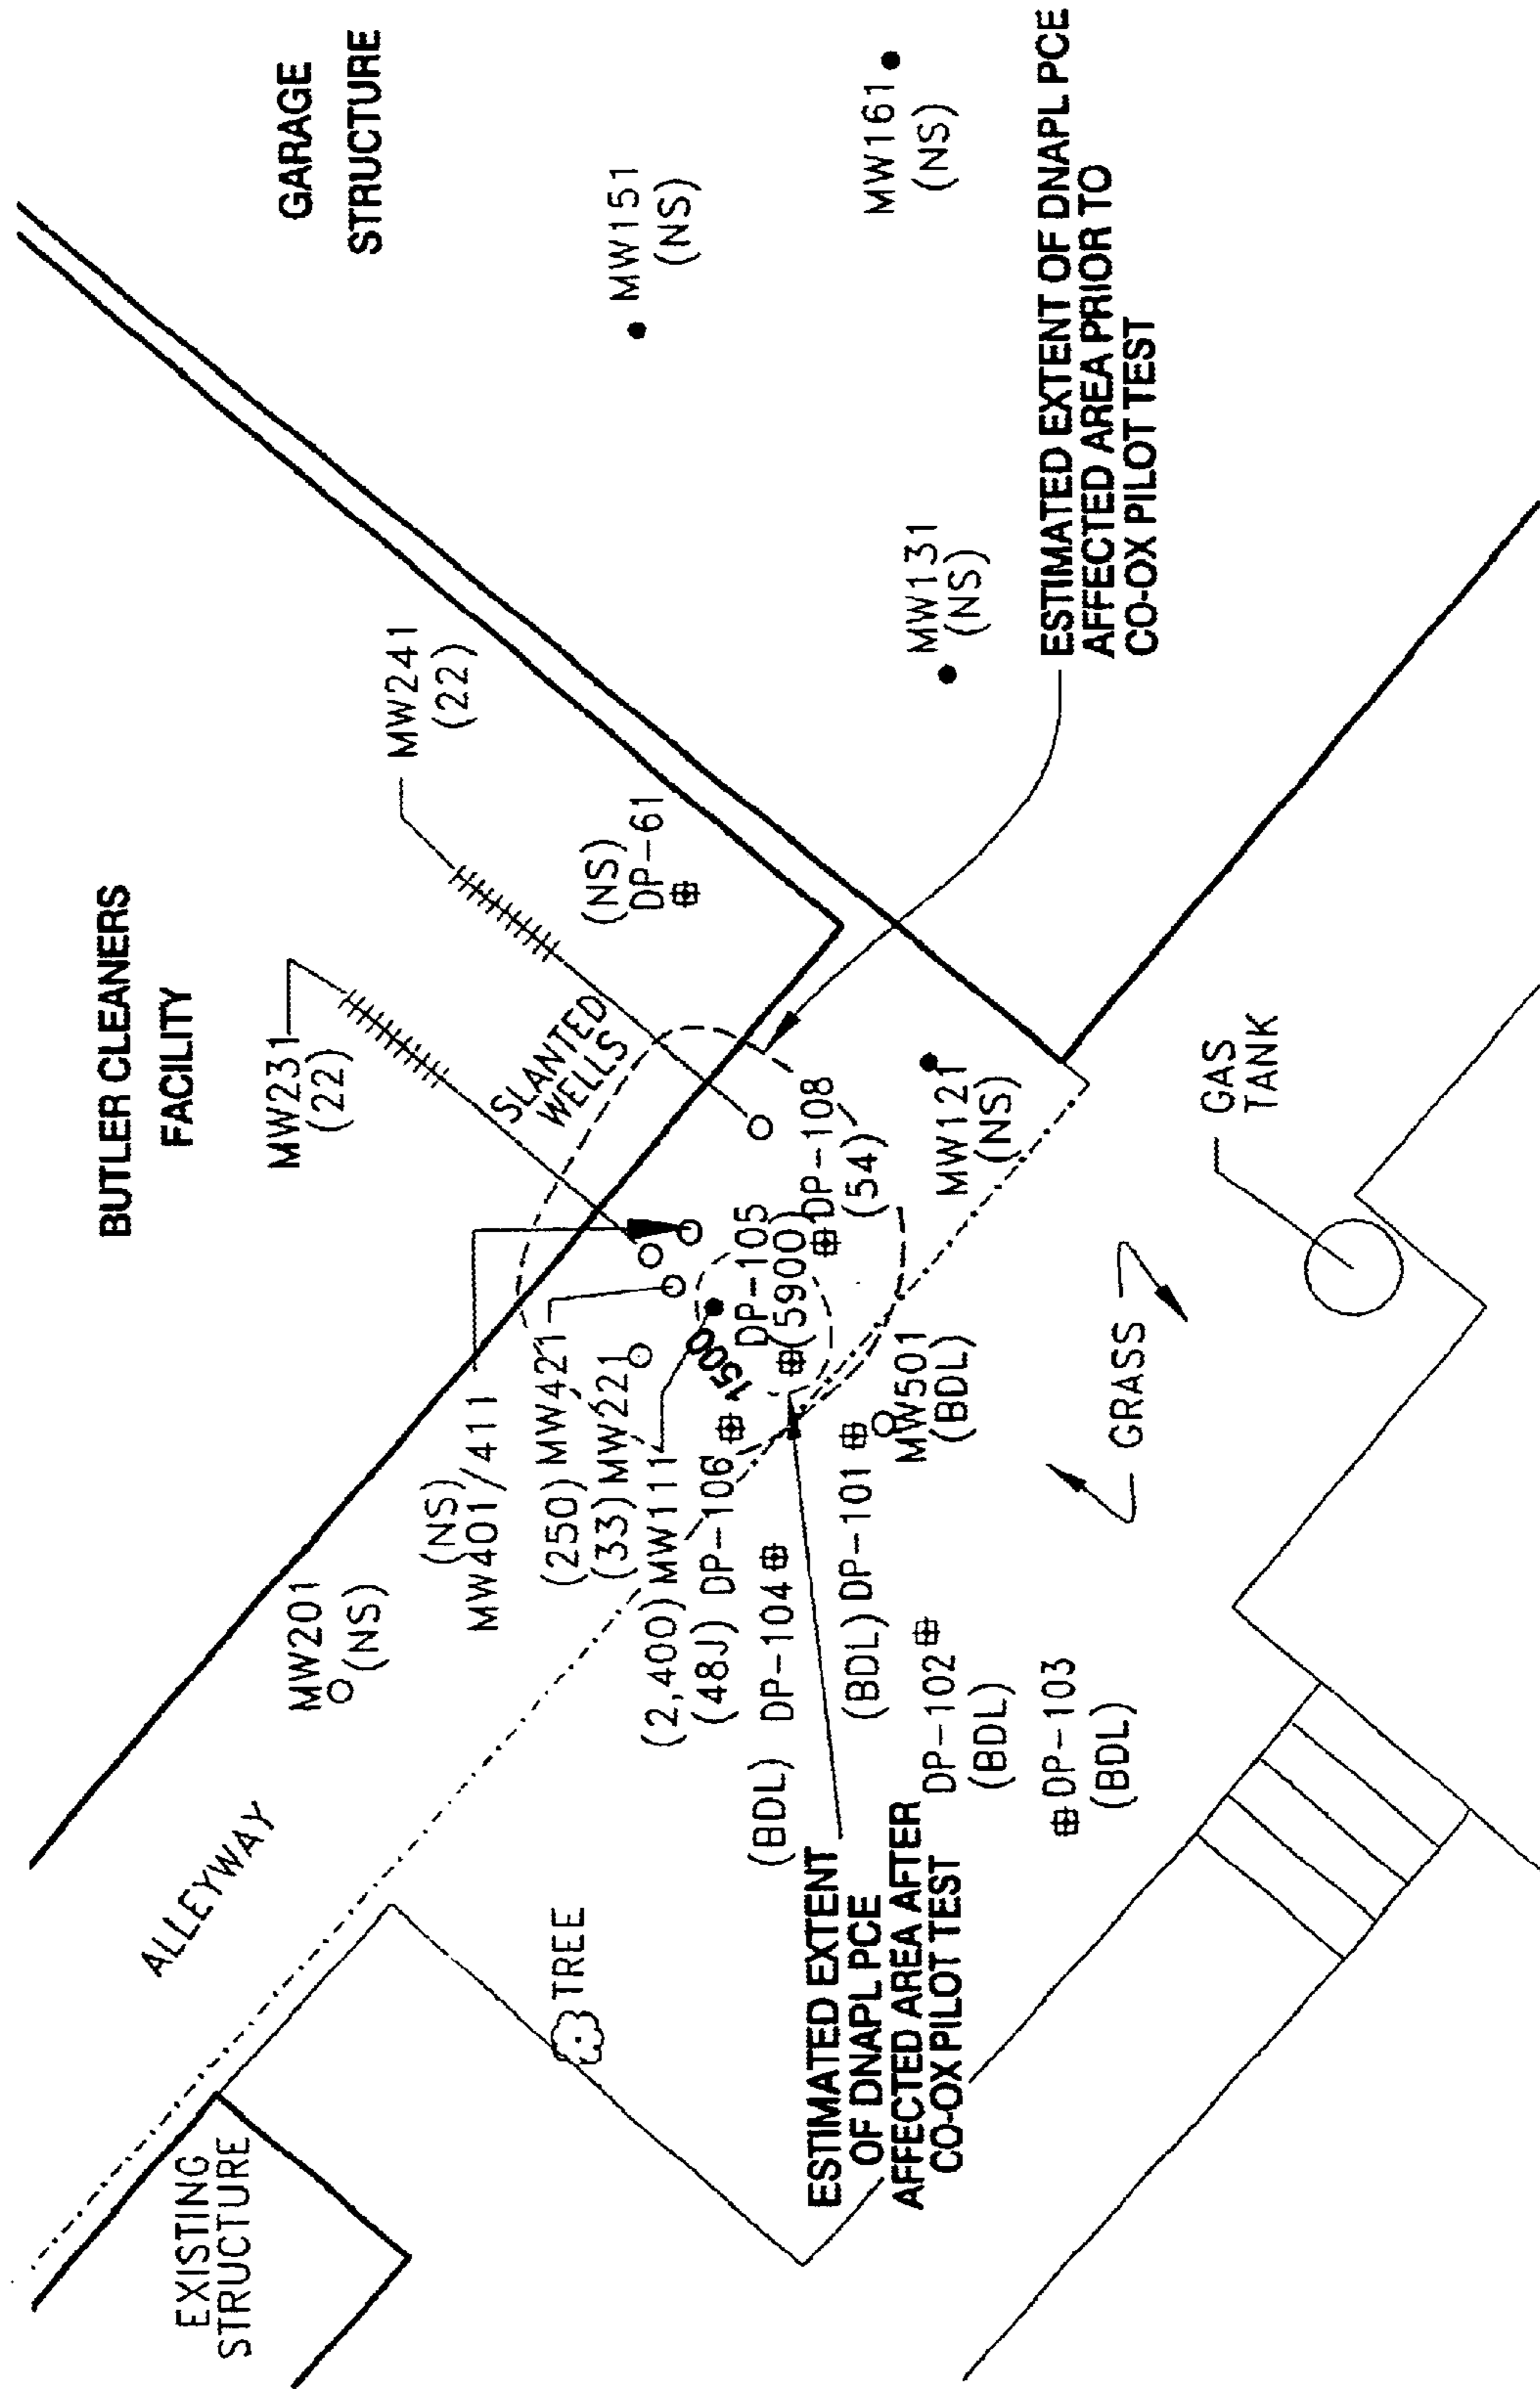 BUTLER CLEANERS
FACILITY
GARAGE
STRUCTURE
MW231
(22)
MW241
(22)
SLANTED
WELLS
(NS)
DP-61
MW151
(NS)
MW161
(NS)
MW131
(NS)
ESTIMATED EXTENT OF DNAPL PCE
AFFECTED AREA PRIOR TO
CO-OX PILOT TEST
ALLEYWAY
EXISTING
STRUCTURE
TREE
MW201
(NS)
(NS)
MW401/411
(250) MW421
(33) MW221
(2,400) MW111
(48J) DP-106
1500
DP-105
(5900)
DP-108
(54)
MW121
(NS)
(BDL) DP-104
(BDL) DP-101
MW501
(BDL)
DP-102
(BDL)
DP-103
(BDL)
ESTIMATED EXTENT
OF DNAPL PCE
AFFECTED AREA AFTER
CO-OX PILOT TEST
GRASS
GAS
TANK